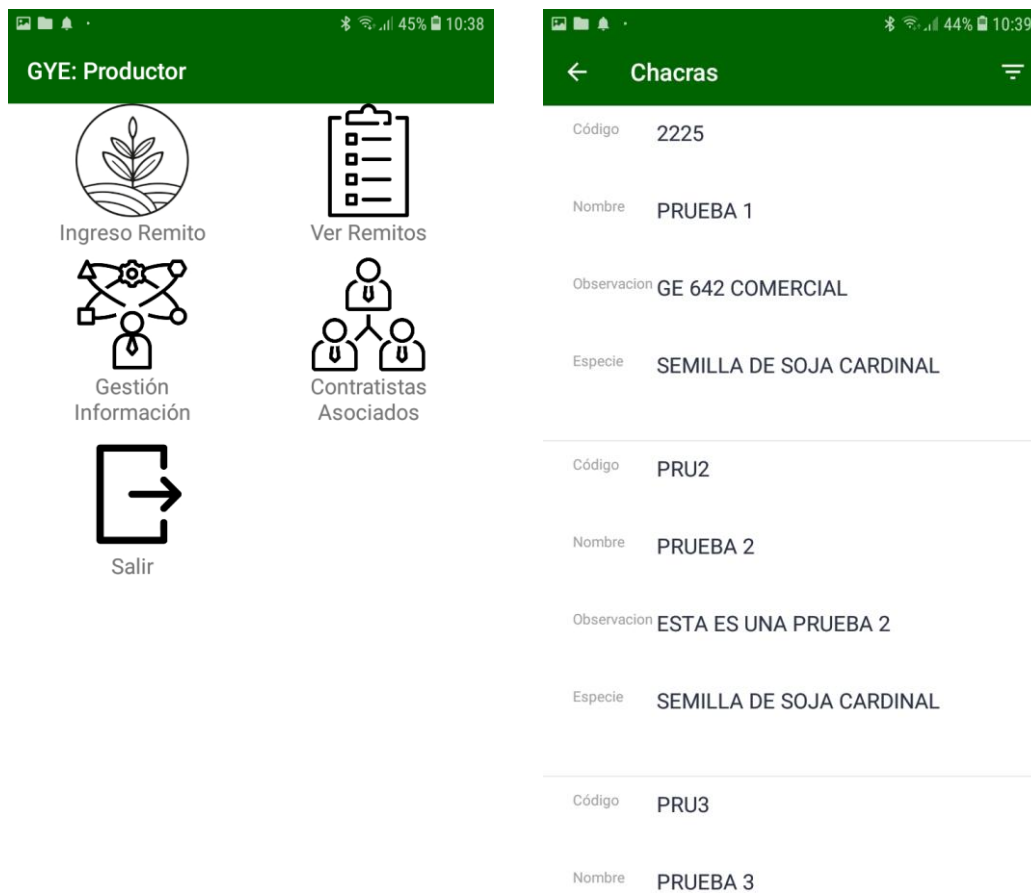 45% 10:38
GYE: Productor
Ingreso Remito
Ver Remitos
Gestión
Información
Contratistas
Asociados
Salir
44% 10:39
Chacras
Código 2225
Nombre PRUEBA 1
Observacion GE 642 COMERCIAL
Especie SEMILLA DE SOJA CARDINAL
Código PRU2
Nombre PRUEBA 2
Observacion ESTA ES UNA PRUEBA 2
Especie SEMILLA DE SOJA CARDINAL
Código PRU3
Nombre PRUEBA 3